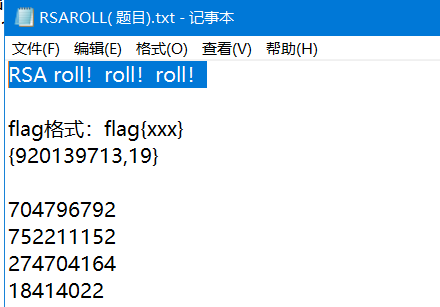 RSAROLL( 题目).txt - 记事本
文件(F) 编辑(E) 格式(O) 查看(V) 帮助(H)
RSA roll！roll！roll！
flag格式：flag{xxx}
{920139713,19}
704796792
752211152
274704164
18414022